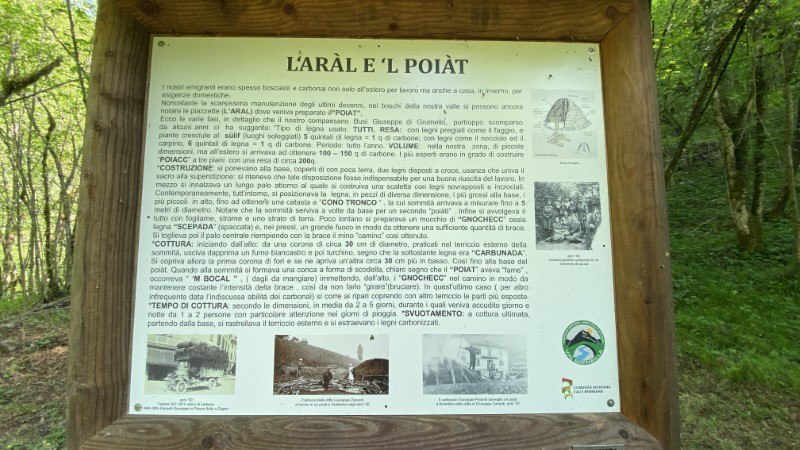 L'ARÀL E 'L POIÀT
I nostri emigranti erano spesso boscaioli e carbonai non solo all'estero per lavoro ma anche a casa, in inverno, per
esigenze domestiche.
Nonostante la scarsissima manutenzione degli ultimi decenni, nei boschi della nostra valle si possono ancora
notare le piazzette (L'ARAL) dove veniva preparato il "POIAT".
Ecco le varie fasi, in dettaglio che il nostro compaesano Busi Giuseppe di Grumello, purtroppo scomparso
da alcuni anni ci ha suggerito: "Tipo di legna usato: TUTTI, RESA: con legni pregiati come il faggio, e
piante cresciute al sülif (luoghi soleggiati) 5 quintali di legna = 1 q di carbone; con legni come il nocciolo ed il
carpino, 6 quintali di legna = 1 q di carbone. Periodo: tutto l'anno. VOLUME: nella nostra zona, di piccole
dimensioni, ma all'estero si arrivava ad ottenere 100 – 150 q di carbone. I più esperti erano in grado di costruire
"POIACC" a tre piani con una resa di circa 200q.
*COSTRUZIONE: si ponevano alla base, coperti di con poca terra, due legni disposti a croce, usanza che univa il
sacro alla superstizione: si riteneva che tale disposizione fosse indispensabile per una buona riuscita del lavoro. In
mezzo si innalzava un lungo palo attorno al quale si costruiva una scaletta con legni sovrapposti e incrociati.
Contemporaneamente, tutt'intorno, si posizionava la legna, in pezzi di diversa dimensione, i più grossi alla base, i
più piccoli in alto, fino ad ottenere una catasta a "CONO TRONCO", la cui sommità arrivava a misurare fino a 5
metri di diametro. Notare che la sommità serviva a volte da base per un secondo "poiàti". Infine si avvolgeva il
tutto con fogliame, strame e uno strato di terra. Poco lontano si preparava un mucchio di "GNOCHECC" ossia
legna "SCEPADA" (spaccata) e, nei pressi, un grande fuoco in modo da ottenere una sufficiente quantità di brace.
Si toglieva poi il palo centrale riempiendo con la brace il mino "camino" così ottenuto.
*COTTURA: iniziando dall'alto: da una corona di circa 30 cm di diametro, praticati nel terriccio esterno della
sommità, usciva dapprima un fumo biancastro e poi turchino, segno che la sottostante legna era "CARBUNADA".
Si copriva allora la prima corona di fori e se ne apriva un'altra circa 30 cm più in basso. Così fino alla base del
poiàt. Quando alla sommità si formava una conca a forma di scodella, chiaro segno che il "POIAT" aveva "fame",
occorreva "'M BOCAL", ( dagli da mangiare) immettendo, dall'alto, i "GNOCHECC" nel camino in modo da
mantenere costante l'intensità della brace , così da non farlo "girare"(bruciare). In quest'ultimo caso ( per altro
infrequente data l'indiscussa abilità dei carbonai) si corre ai ripari coprendo con altro terriccio le parti più esposte.
*TEMPO DI COTTURA: secondo le dimensioni, in media da 2 a 5 giorni, durante i quali veniva accudito giorno e
notte da 1 a 2 persone con particolare attenzione nei giorni di pioggia. *SVUOTAMENTO: a cottura ultimata,
partendo dalla base, si rastrellava il terriccio esterno e si estraevano i legni carbonizzati.
COMUNITÀ MONTANA
VALLE BREMBANA